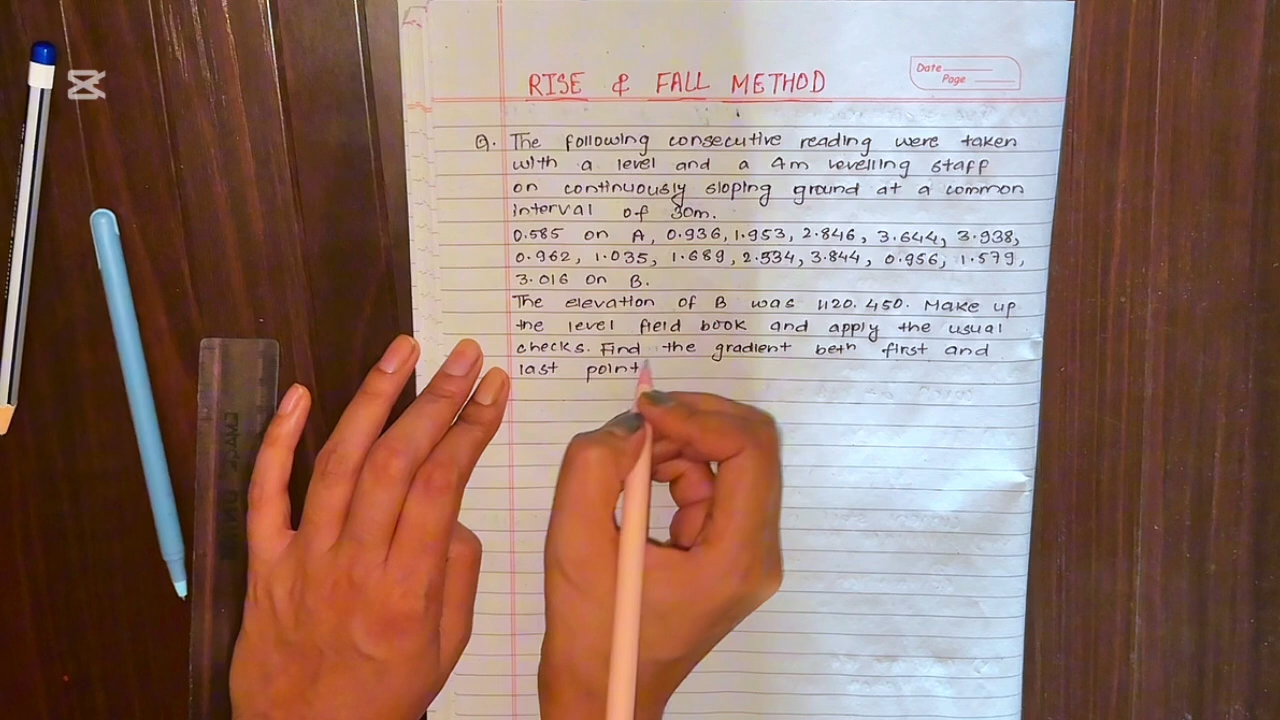 RISE & FALL METHOD
Date
Page
Q. The following consecutive reading were taken
with a level and a 4m levelling staff
on continuously sloping ground at a common
interval of 30m.
0.585 on A, 0.936, 1.953, 2.846, 3.644, 3.938,
0.962, 1.035, 1.689, 2.534, 3.844, 0.956, 1.579,
3.016 on B.
The elevation of B was 1120.450. Make up
the level field book and apply the usual
checks. Find the gradient betn first and
last point